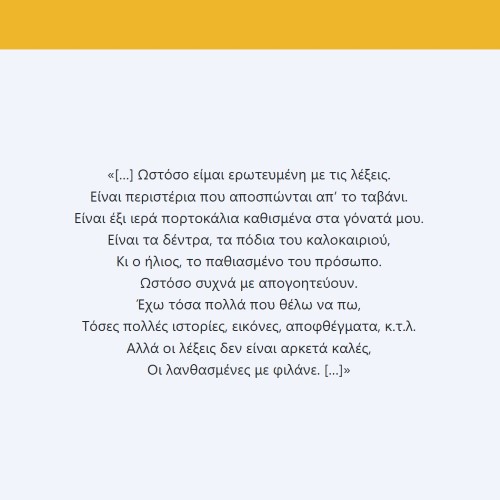 «[...] Ωστόσο είμαι ερωτευμένη με τις λέξεις.
Είναι περιστέρια που αποσπώνται απ’ το ταβάνι.
Είναι έξι ιερά πορτοκάλια καθισμένα στα γόνατά μου.
Είναι τα δέντρα, τα πόδια του καλοκαιριού,
Κι ο ήλιος, το παθιασμένο του πρόσωπο.
Ωστόσο συχνά με απογοητεύουν.
Έχω τόσα πολλά που θέλω να πω,
Τόσες πολλές ιστορίες, εικόνες, αποφθέγματα, κ.τ.λ.
Αλλά οι λέξεις δεν είναι αρκετά καλές,
Οι λανθασμένες με φιλάνε. [...]»